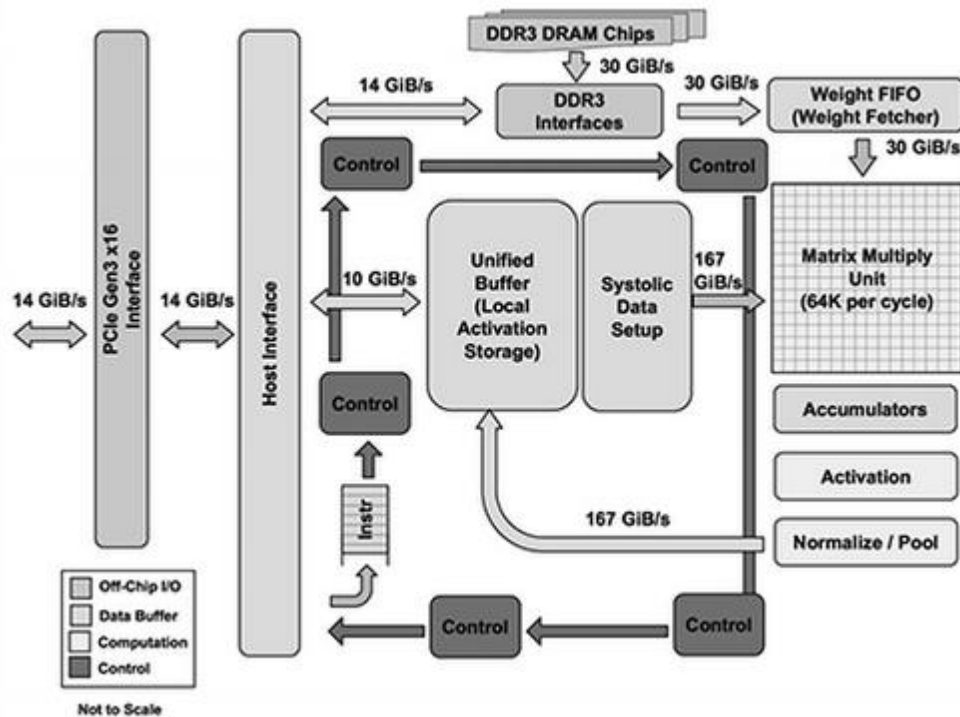 DDR3 DRAM Chips
30 GiB/s
14 GiB/s
DDR3
Interfaces
30 GiB/s
Weight FIFO
(Weight Fetcher)
30 GiB/s
Control
Control
Matrix Multiply
Unit
(64K per cycle)
Unified
Buffer
(Local
Activation
Storage)
Systolic
Data
Setup
167
GiB/s
10 GiB/s
14 GiB/s
PCIe Gen3 x16
Interface
14 GiB/s
Host Interface
Control
Accumulators
Activation
Instr
167 GiB/s
Normalize / Pool
Control
Control
Off-Chip I/O
Data Buffer
Computation
Control
Not to Scale